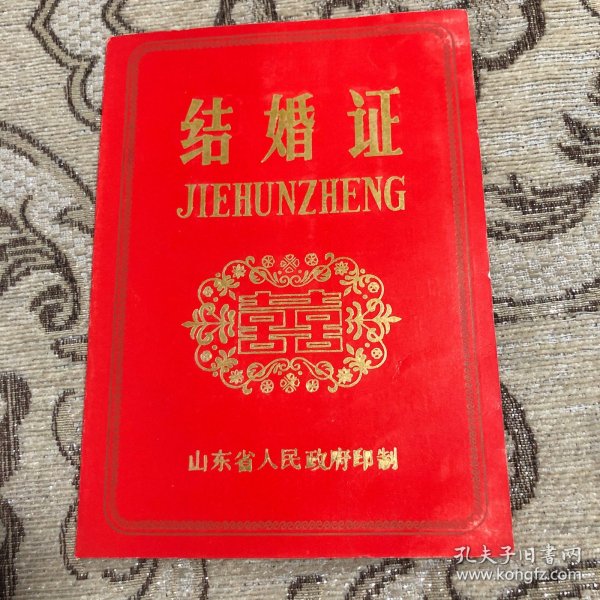 结婚证
JIEHUNZHENG
囍
山东省人民政府印制
孔夫子旧书网
www.kongfz.com